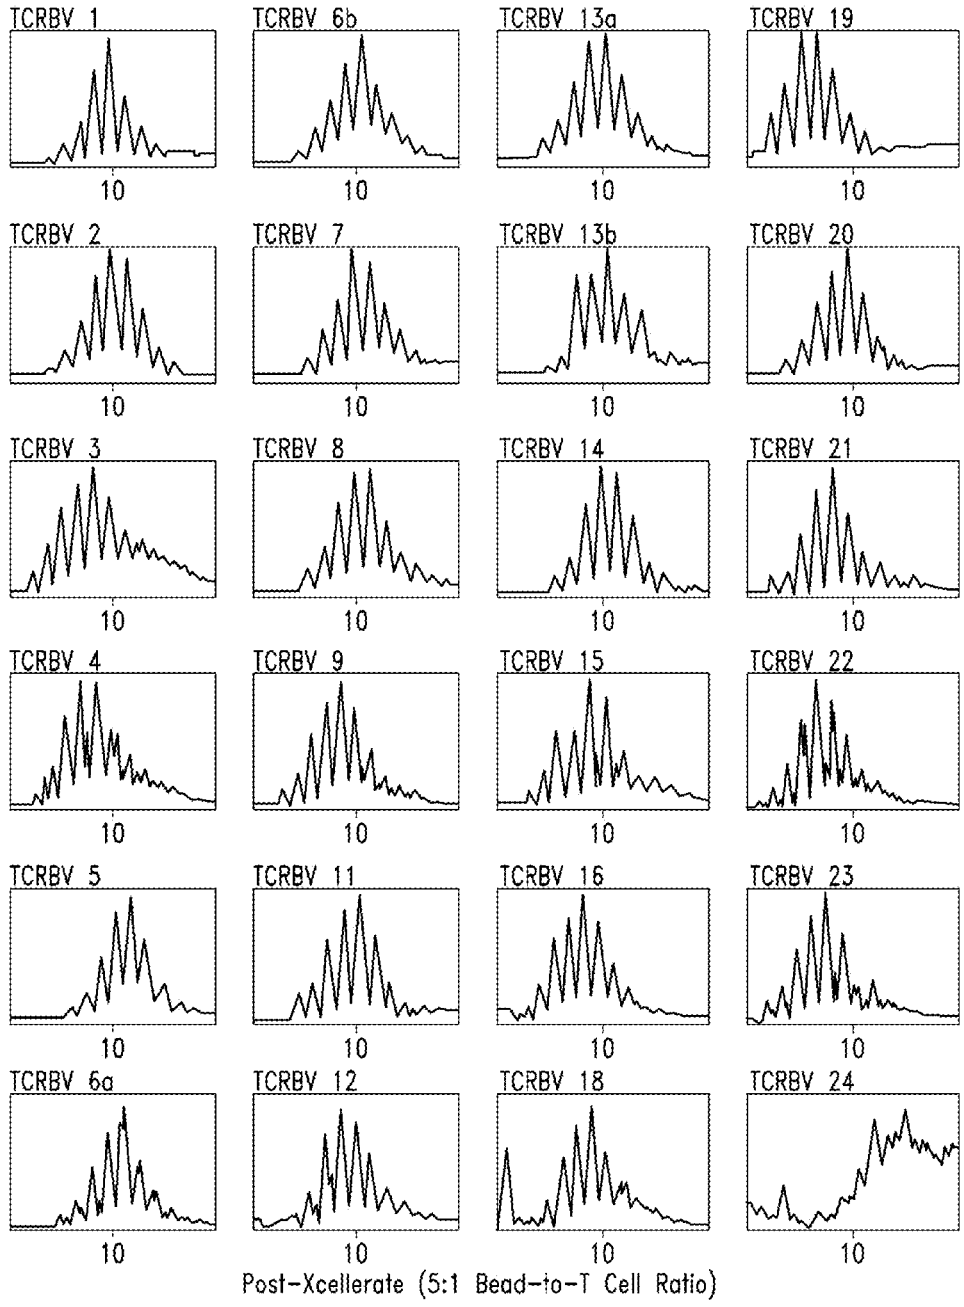 TCRBV 1 TCRBV 6b TCRBV 13a TCRBV 19
10 10 10 10
TCRBV 2 TCRBV 7 TCRBV 13b TCRBV 20
10 10 10 10
TCRBV 3 TCRBV 8 TCRBV 14 TCRBV 21
10 10 10 10
TCRBV 4 TCRBV 9 TCRBV 15 TCRBV 22
10 10 10 10
TCRBV 5 TCRBV 11 TCRBV 16 TCRBV 23
10 10 10 10
TCRBV 6a TCRBV 12 TCRBV 18 TCRBV 24
10 10 10 10
Post-Xcellerate (5:1 Bead-to-T Cell Ratio)